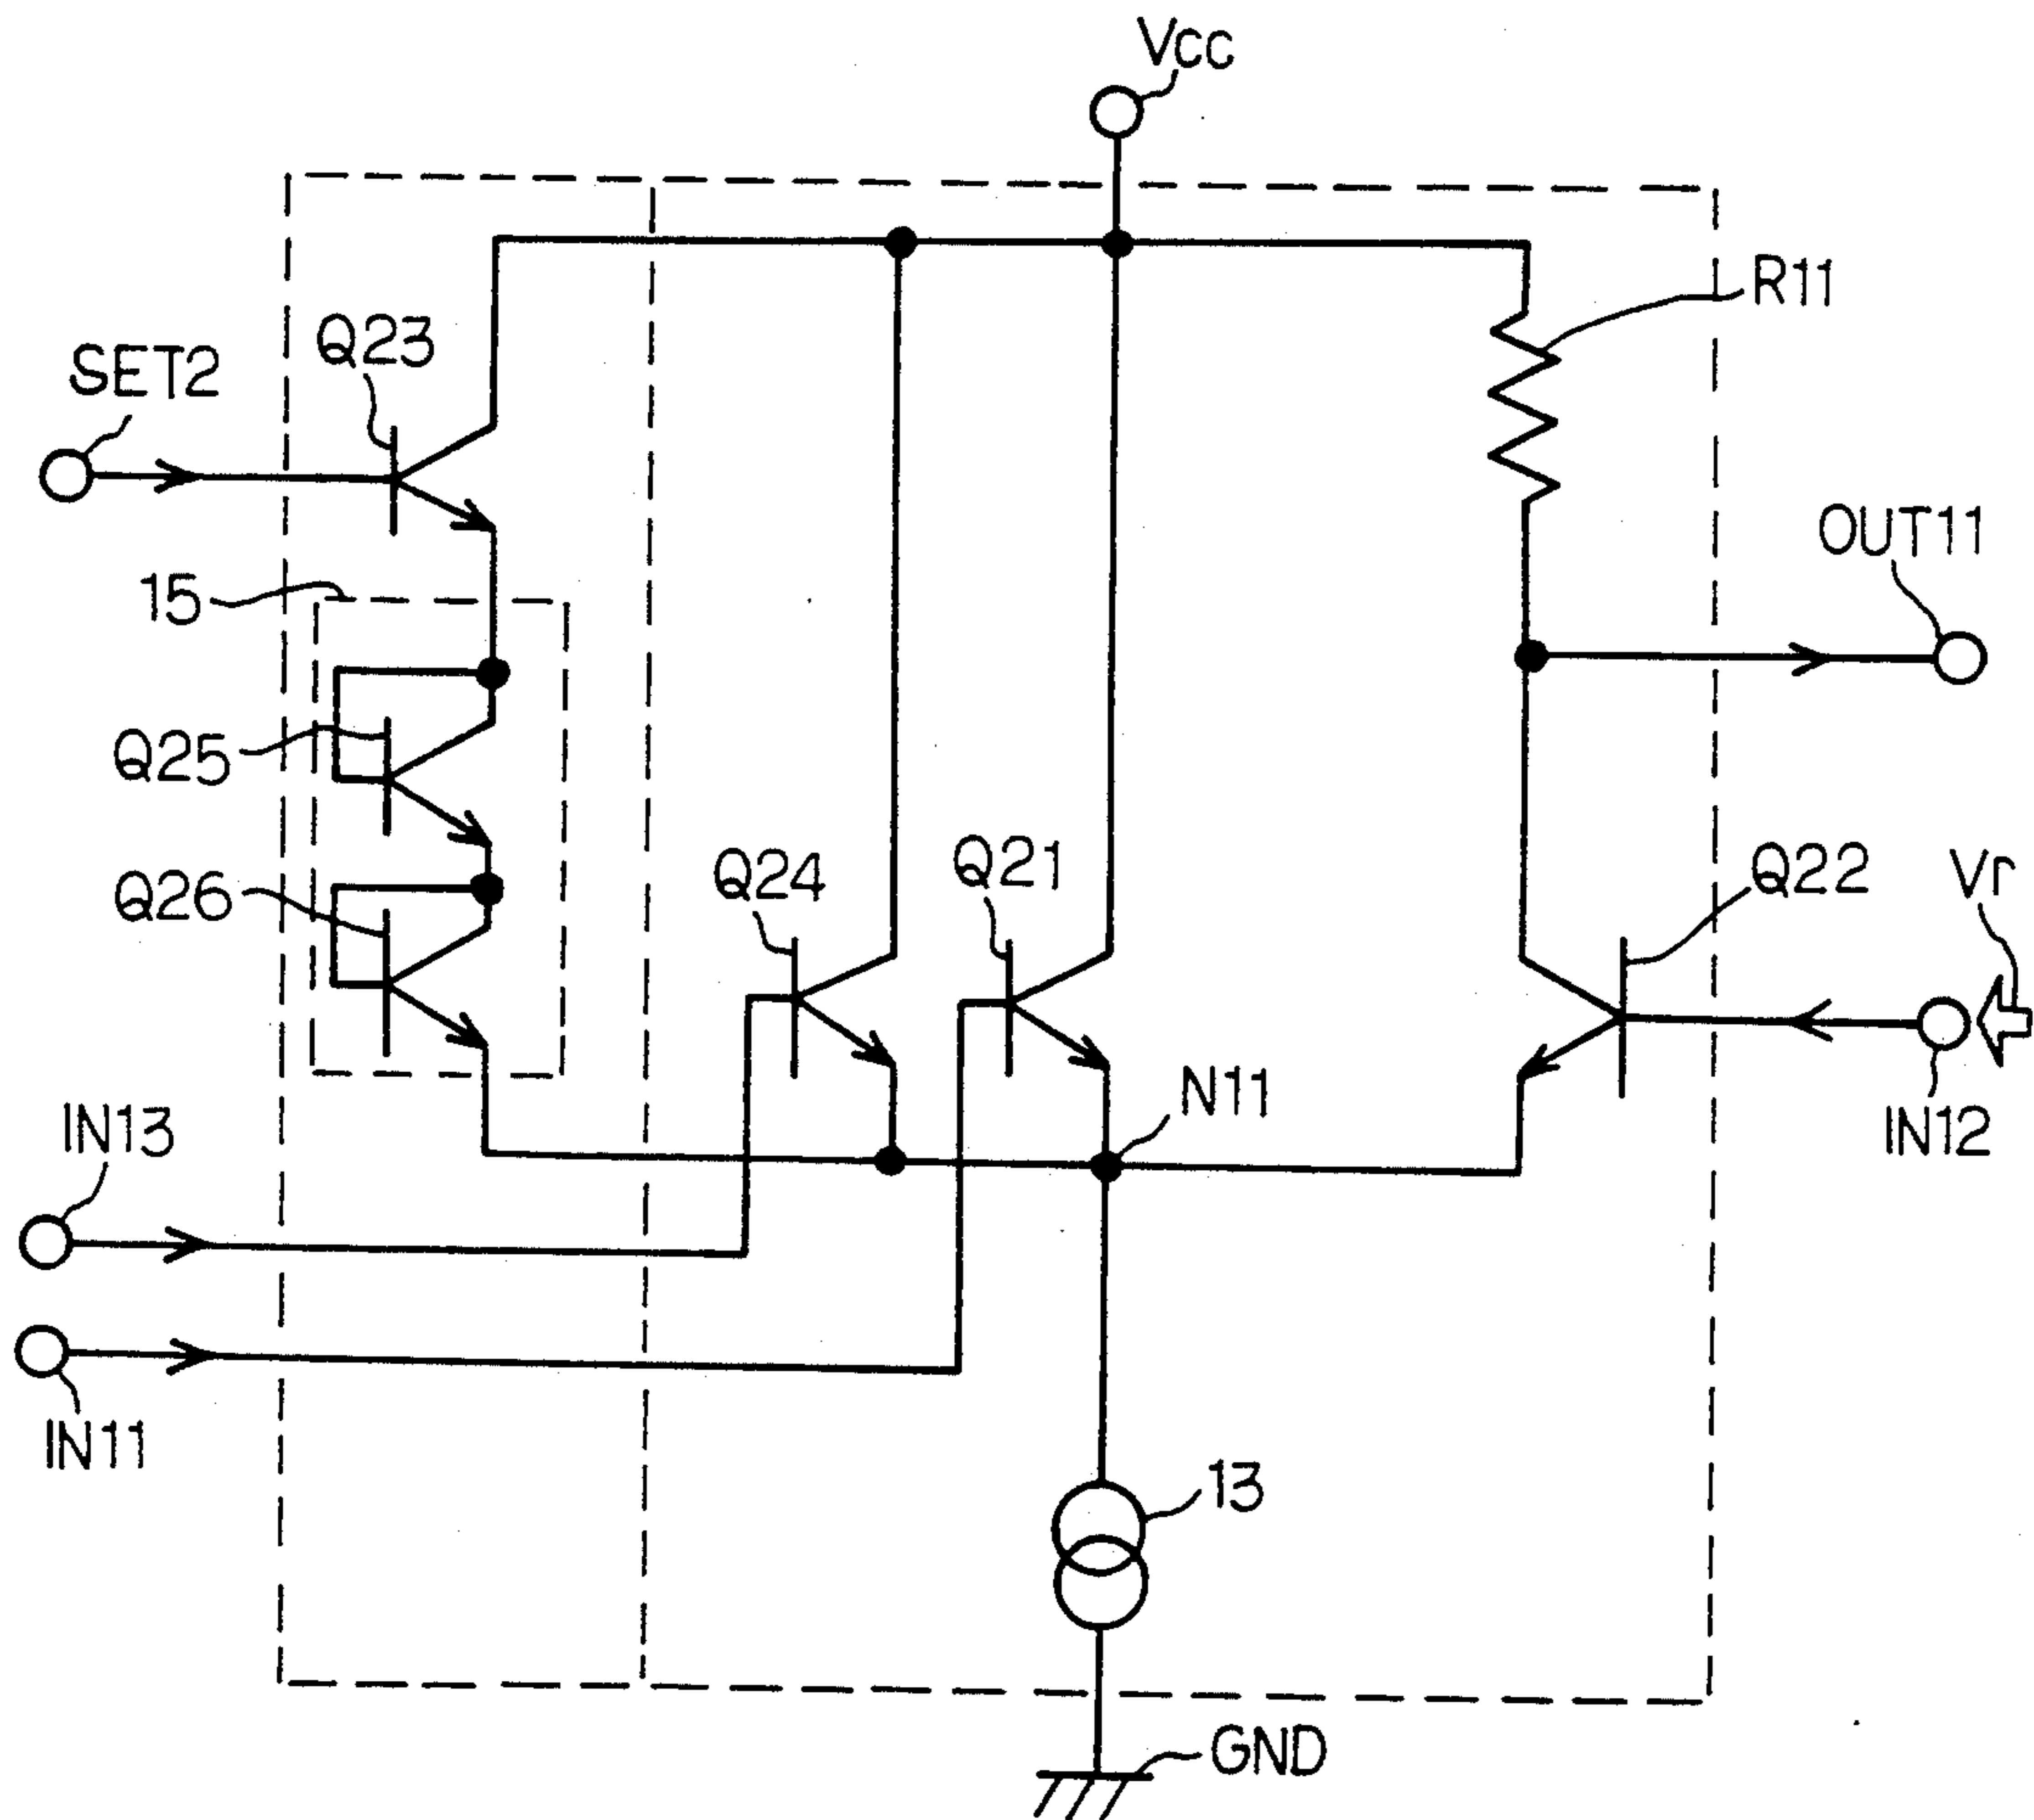 Vcc
R11
Q23
SET2
OUT11
15
Q25
Q24
Q21
Q22
Vr
Q26
N11
IN13
IN12
IN11
13
GND